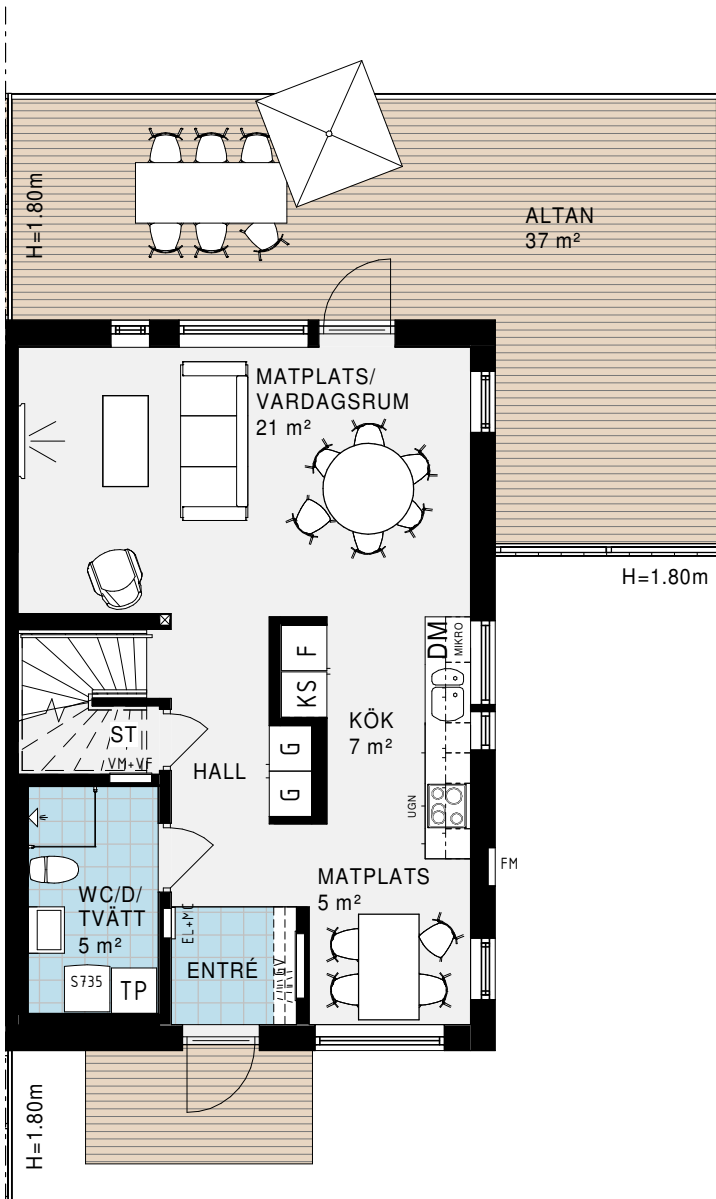 H=1.80m
ALTAN
37 m²
MATPLATS/
VARDAGSRUM
21 m²
H=1.80m
F
KS
DM
MIKRO
KÖK
7 m²
ST
VM+VF
HALL
G
G
UGN
FM
WC/D/
TVÄTT
5 m²
EL+MC
MATPLATS
5 m²
ENTRÉ
S735
TP
H=1.80m